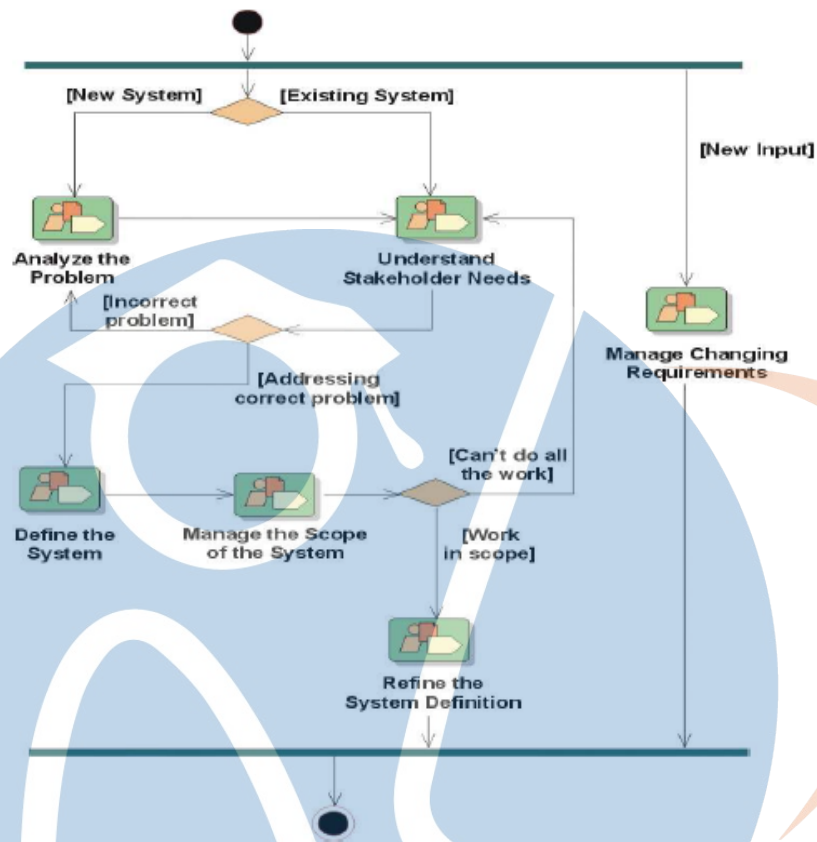 [New System]
[Existing System]
[New Input]
Analyze the
Problem
Understand
Stakeholder Needs
[Incorrect
problem]
Manage Changing
Requirements
[Addressing
correct problem]
[Can't do all
the work]
Define the
System
Manage the Scope
of the System
[Work
in scope]
Refine the
System Definition